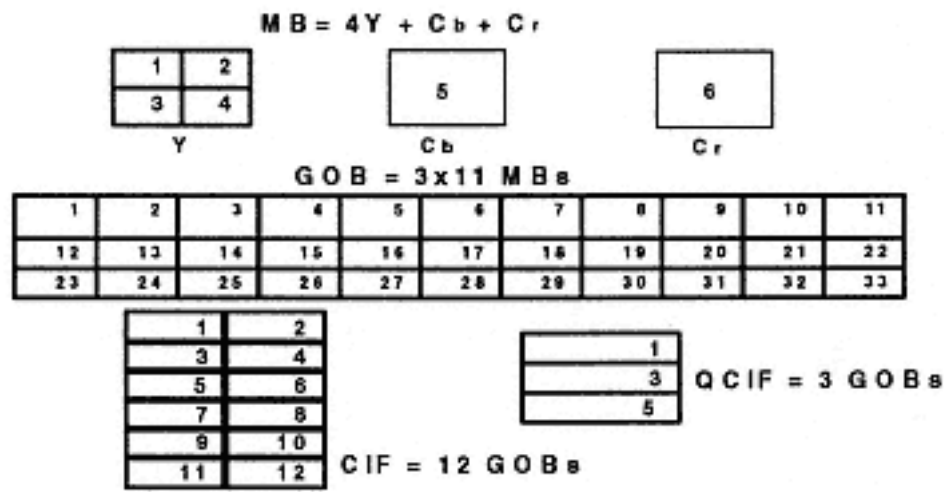 MB = 4Y + Cb + Cr
1 2
3 4
5
6
Y Cb Cr
GOB = 3x11 MBs
1 2 3 4 5 6 7 8 9 10 11
12 13 14 15 16 17 18 19 20 21 22
23 24 25 26 27 28 29 30 31 32 33
1 2
3 4
5 6
7 8
9 10
11 12
CIF = 12 GOBs
1
3
5
QCIF = 3 GOBs